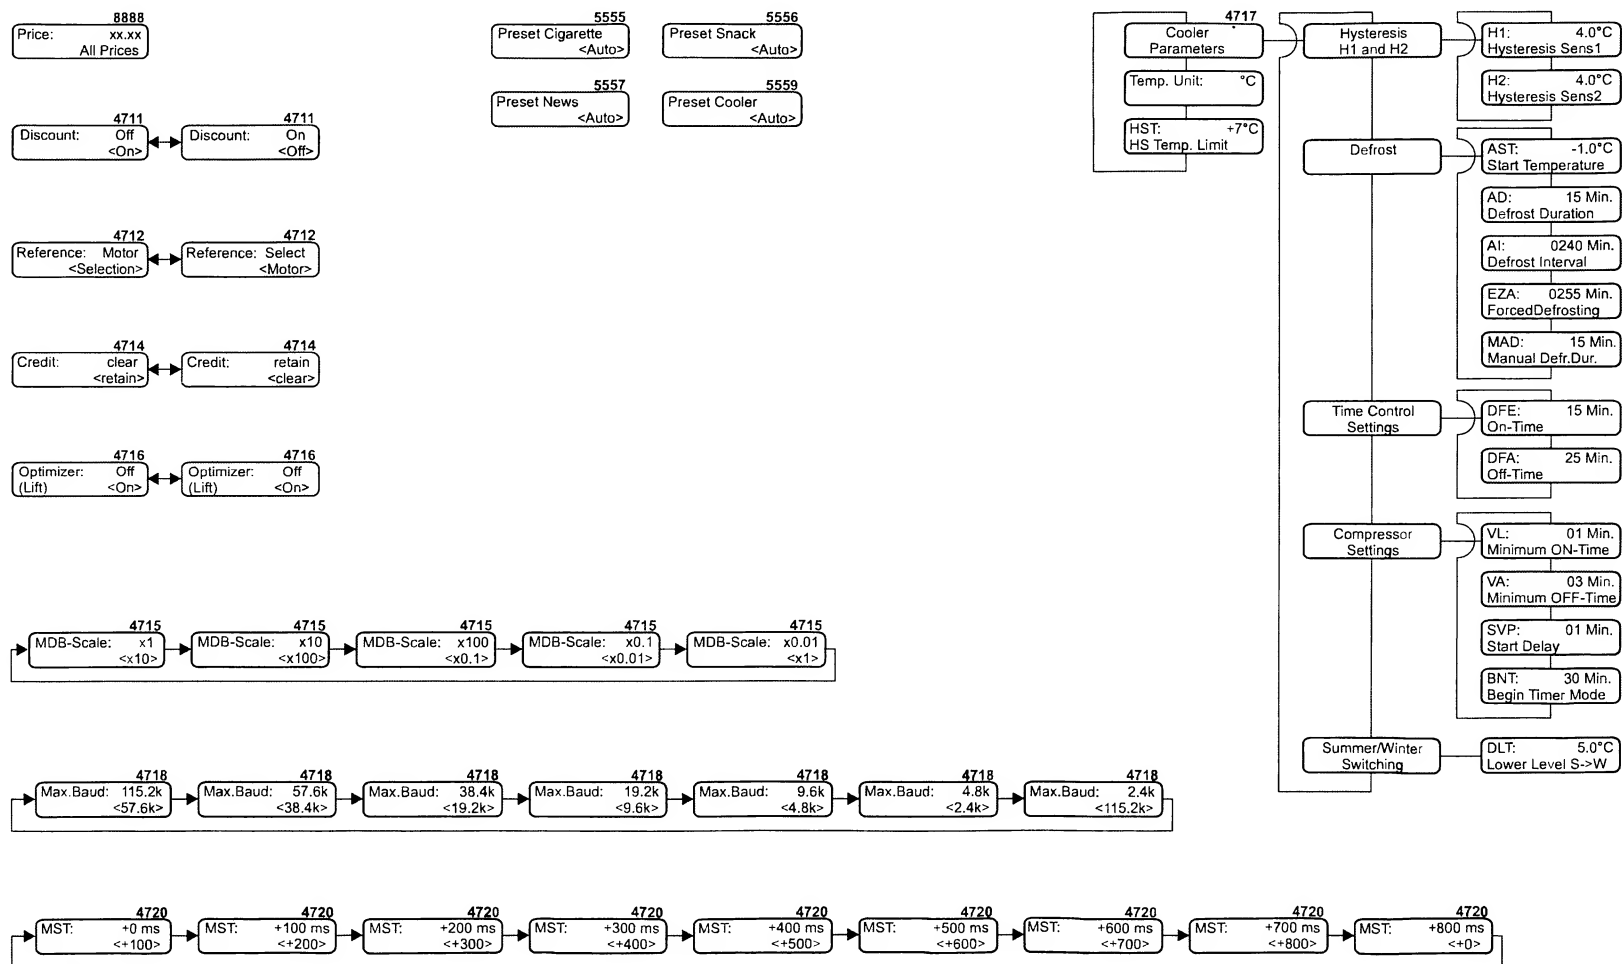 8888
Price: xx.xx
All Prices
5555
Preset Cigarette
<Auto>
5556
Preset Snack
<Auto>
5557
Preset News
<Auto>
5559
Preset Cooler
<Auto>
4711
Discount: Off
<On>
4711
Discount: On
<Off>
4712
Reference: Motor
<Selection>
4712
Reference: Select
<Motor>
4714
Credit: clear
<retain>
4714
Credit: retain
<clear>
4716
Optimizer: Off
(Lift) <On>
4716
Optimizer: Off
(Lift) <On>
4717
Cooler
Parameters
Temp. Unit: °C
HST: +7°C
HS Temp. Limit
Hysteresis
H1 and H2
H1: 4.0°C
Hysteresis Sens1
H2: 4.0°C
Hysteresis Sens2
Defrost
AST: -1.0°C
Start Temperature
AD: 15 Min.
Defrost Duration
AI: 0240 Min.
Defrost Interval
EZA: 0255 Min.
ForcedDefrosting
MAD: 15 Min.
Manual Defr.Dur.
Time Control
Settings
DFE: 15 Min.
On-Time
DFA: 25 Min.
Off-Time
Compressor
Settings
VL: 01 Min.
Minimum ON-Time
VA: 03 Min.
Minimum OFF-Time
SVP: 01 Min.
Start Delay
BNT: 30 Min.
Begin Timer Mode
Summer/Winter
Switching
DLT: 5.0°C
Lower Level S->W
4715
MDB-Scale: x1
<x10>
4715
MDB-Scale: x10
<x100>
4715
MDB-Scale: x100
<x0.1>
4715
MDB-Scale: x0.1
<x0.01>
4715
MDB-Scale: x0.01
<x1>
4718
Max.Baud: 115.2k
<57.6k>
4718
Max.Baud: 57.6k
<38.4k>
4718
Max.Baud: 38.4k
<19.2k>
4718
Max.Baud: 19.2k
<9.6k>
4718
Max.Baud: 9.6k
<4.8k>
4718
Max.Baud: 4.8k
<2.4k>
4718
Max.Baud: 2.4k
<115.2k>
4720
MST: +0 ms
<+100>
4720
MST: +100 ms
<+200>
4720
MST: +200 ms
<+300>
4720
MST: +300 ms
<+400>
4720
MST: +400 ms
<+500>
4720
MST: +500 ms
<+600>
4720
MST: +600 ms
<+700>
4720
MST: +700 ms
<+800>
4720
MST: +800 ms
<+0>